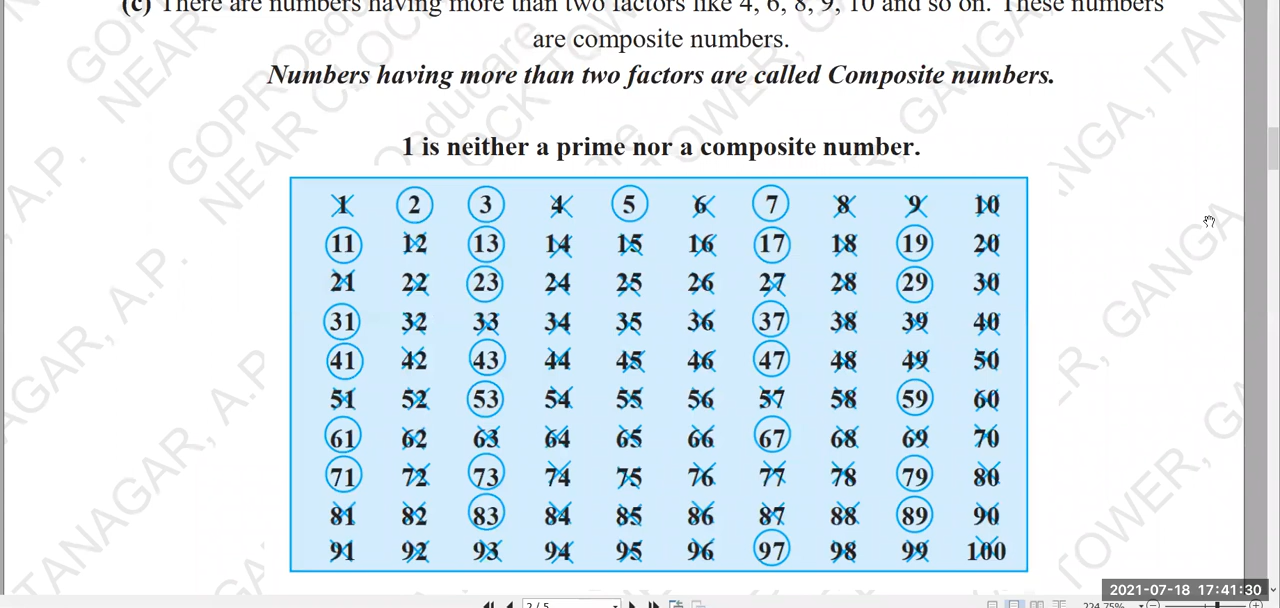 (c) There are numbers having more than two factors like 4, 6, 8, 9, 10 and so on. These numbers
are composite numbers.
Numbers having more than two factors are called Composite numbers.
1 is neither a prime nor a composite number.
1 2 3 4 5 6 7 8 9 10
11 12 13 14 15 16 17 18 19 20
21 22 23 24 25 26 27 28 29 30
31 32 33 34 35 36 37 38 39 40
41 42 43 44 45 46 47 48 49 50
51 52 53 54 55 56 57 58 59 60
61 62 63 64 65 66 67 68 69 70
71 72 73 74 75 76 77 78 79 80
81 82 83 84 85 86 87 88 89 90
91 92 93 94 95 96 97 98 99 100
2021-07-18 17:41:30
2 / 5
224.75%